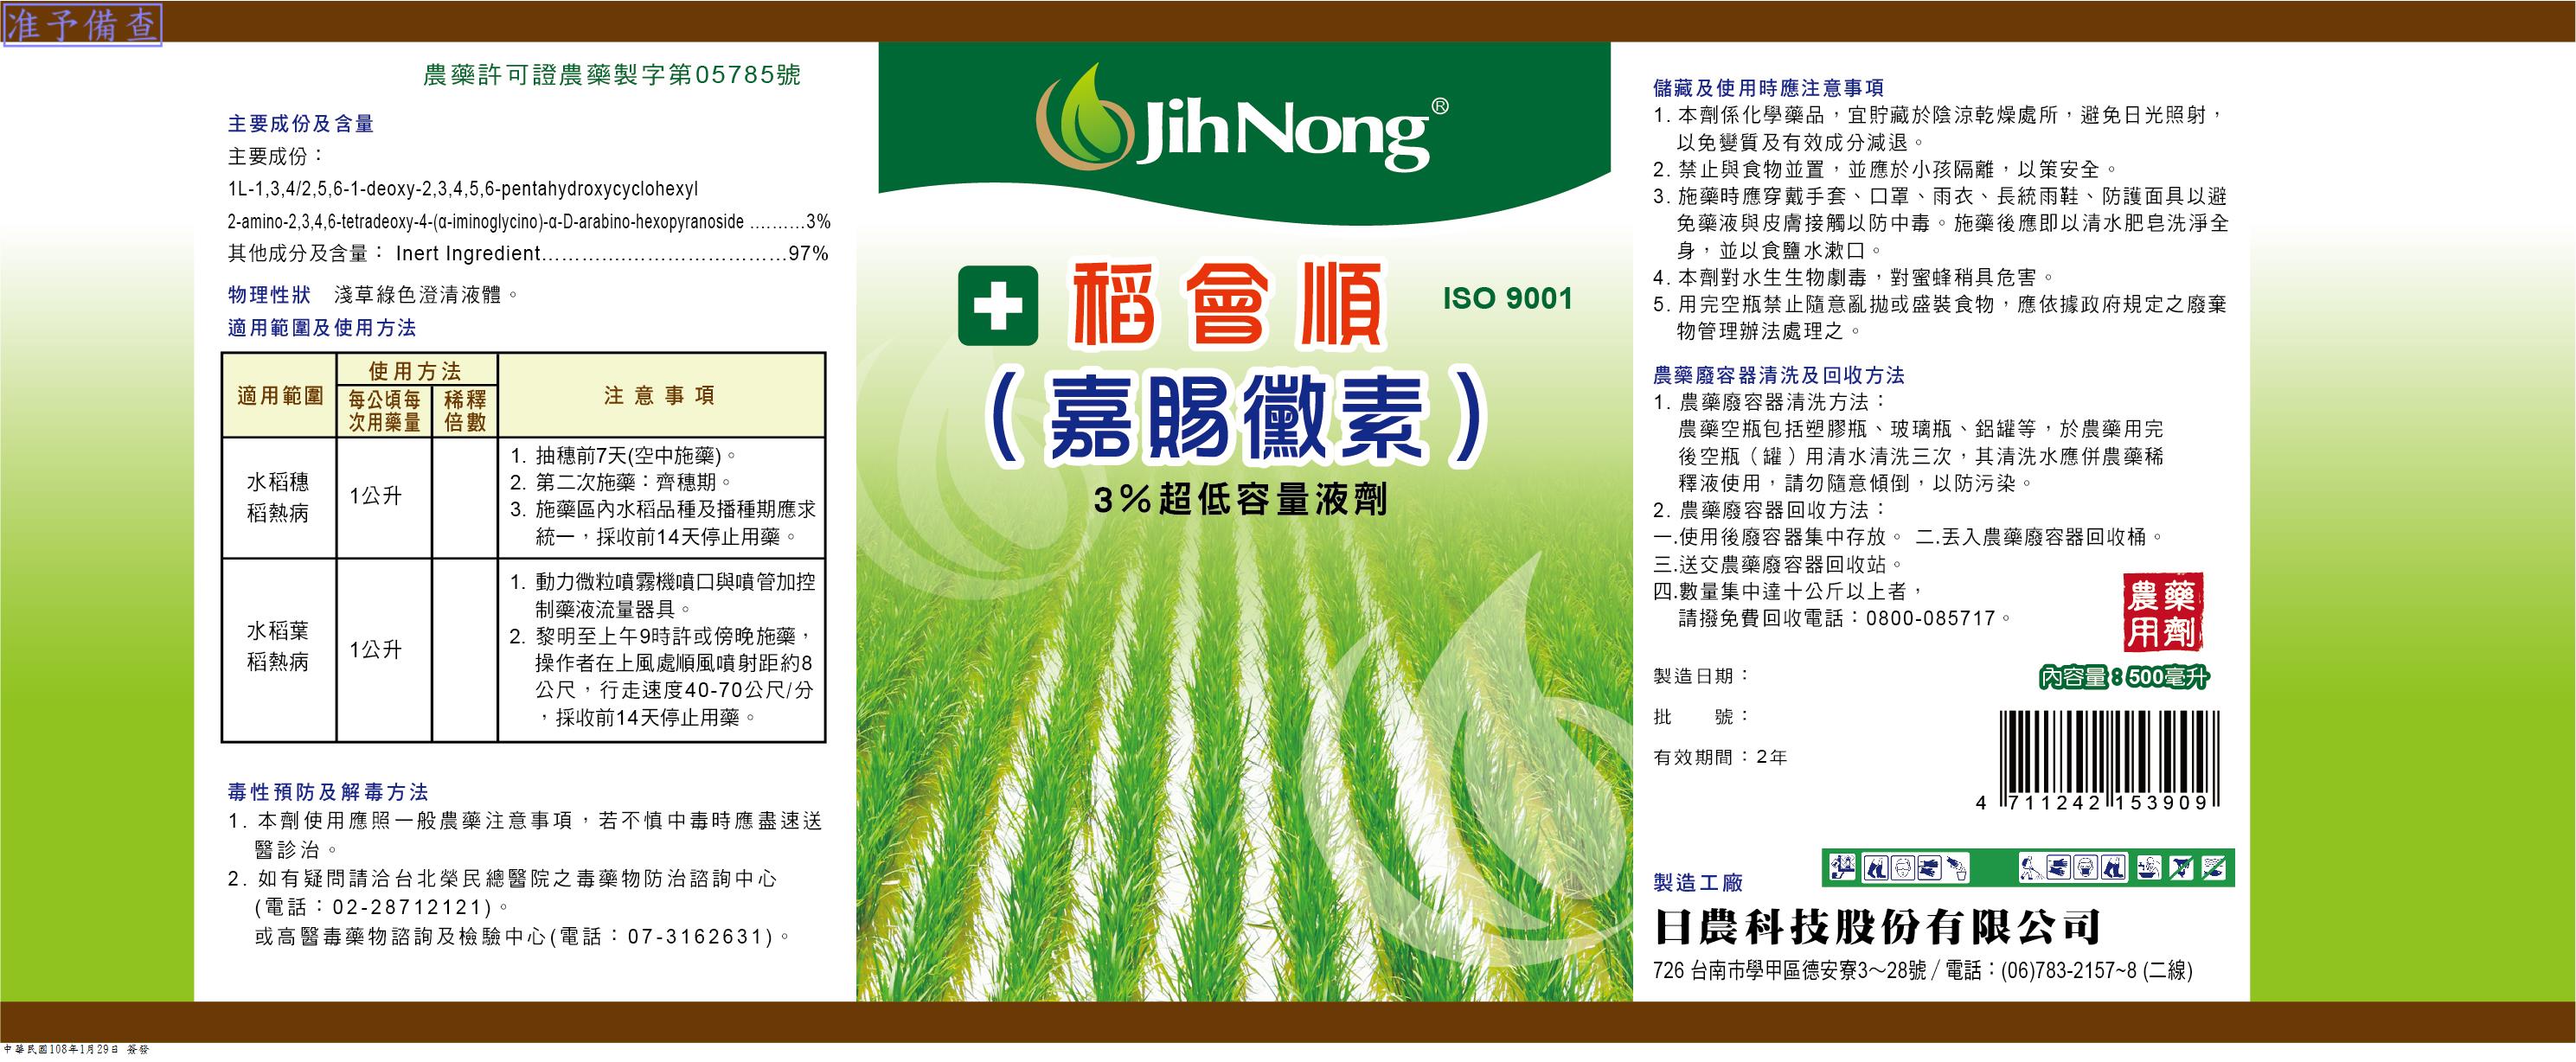 准予備查
農藥許可證農藥製字第05785號
主要成份及含量
主要成份：
1L-1,3,4/2,5,6-1-deoxy-2,3,4,5,6-pentahydroxycyclohexyl
2-amino-2,3,4,6-tetradeoxy-4-(α-iminoglycino)-α-D-arabino-hexopyranoside ..........3%
其他成分及含量： Inert Ingredient....................................97%
物理性狀 淺草綠色澄清液體。
適用範圍及使用方法
適用範圍
使用方法
每公頃每
次用藥量
稀釋
倍數
注意事項
水稻穗
稻熱病
1公升
1. 抽穗前7天(空中施藥)。
2. 第二次施藥：齊穗期。
3. 施藥區內水稻品種及播種期應求
統一，採收前14天停止用藥。
水稻葉
稻熱病
1公升
1. 動力微粒噴霧機噴口與噴管加控
制藥液流量器具。
2. 黎明至上午9時許或傍晚施藥，
操作者在上風處順風噴射距約8
公尺，行走速度40-70公尺/分
，採收前14天停止用藥。
毒性預防及解毒方法
1. 本劑使用應照一般農藥注意事項，若不慎中毒時應盡速送
醫診治。
2. 如有疑問請洽台北榮民總醫院之毒藥物防治諮詢中心
(電話：02-28712121)。
或高醫毒藥物諮詢及檢驗中心(電話：07-3162631)。
JihNong®
稻會順
ISO 9001
（嘉賜黴素）
3%超低容量液劑
儲藏及使用時應注意事項
1. 本劑係化學藥品，宜貯藏於陰涼乾燥處所，避免日光照射，
以免變質及有效成分減退。
2. 禁止與食物並置，並應於小孩隔離，以策安全。
3. 施藥時應穿戴手套、口罩、雨衣、長統雨鞋、防護面具以避
免藥液與皮膚接觸以防中毒。施藥後應即以清水肥皂洗淨全
身，並以食鹽水漱口。
4. 本劑對水生生物劇毒，對蜜蜂稍具危害。
5. 用完空瓶禁止隨意亂拋或盛裝食物，應依據政府規定之廢棄
物管理辦法處理之。
農藥廢容器清洗及回收方法
1. 農藥廢容器清洗方法：
農藥空瓶包括塑膠瓶、玻璃瓶、鋁罐等，於農藥用完
後空瓶（罐）用清水清洗三次，其清洗水應併農藥稀
釋液使用，請勿隨意傾倒，以防污染。
2. 農藥廢容器回收方法：
一.使用後廢容器集中存放。 二.丟入農藥廢容器回收桶。
三.送交農藥廢容器回收站。
四.數量集中達十公斤以上者，
請撥免費回收電話：0800-085717。
農藥
用劑
製造日期：
內容量：500毫升
批　　號：
有效期間：2年
4 711242 153909
製造工廠
日農科技股份有限公司
726 台南市學甲區德安寮3～28號 / 電話：(06)783-2157~8 (二線)
中華民國108年1月29日 簽發